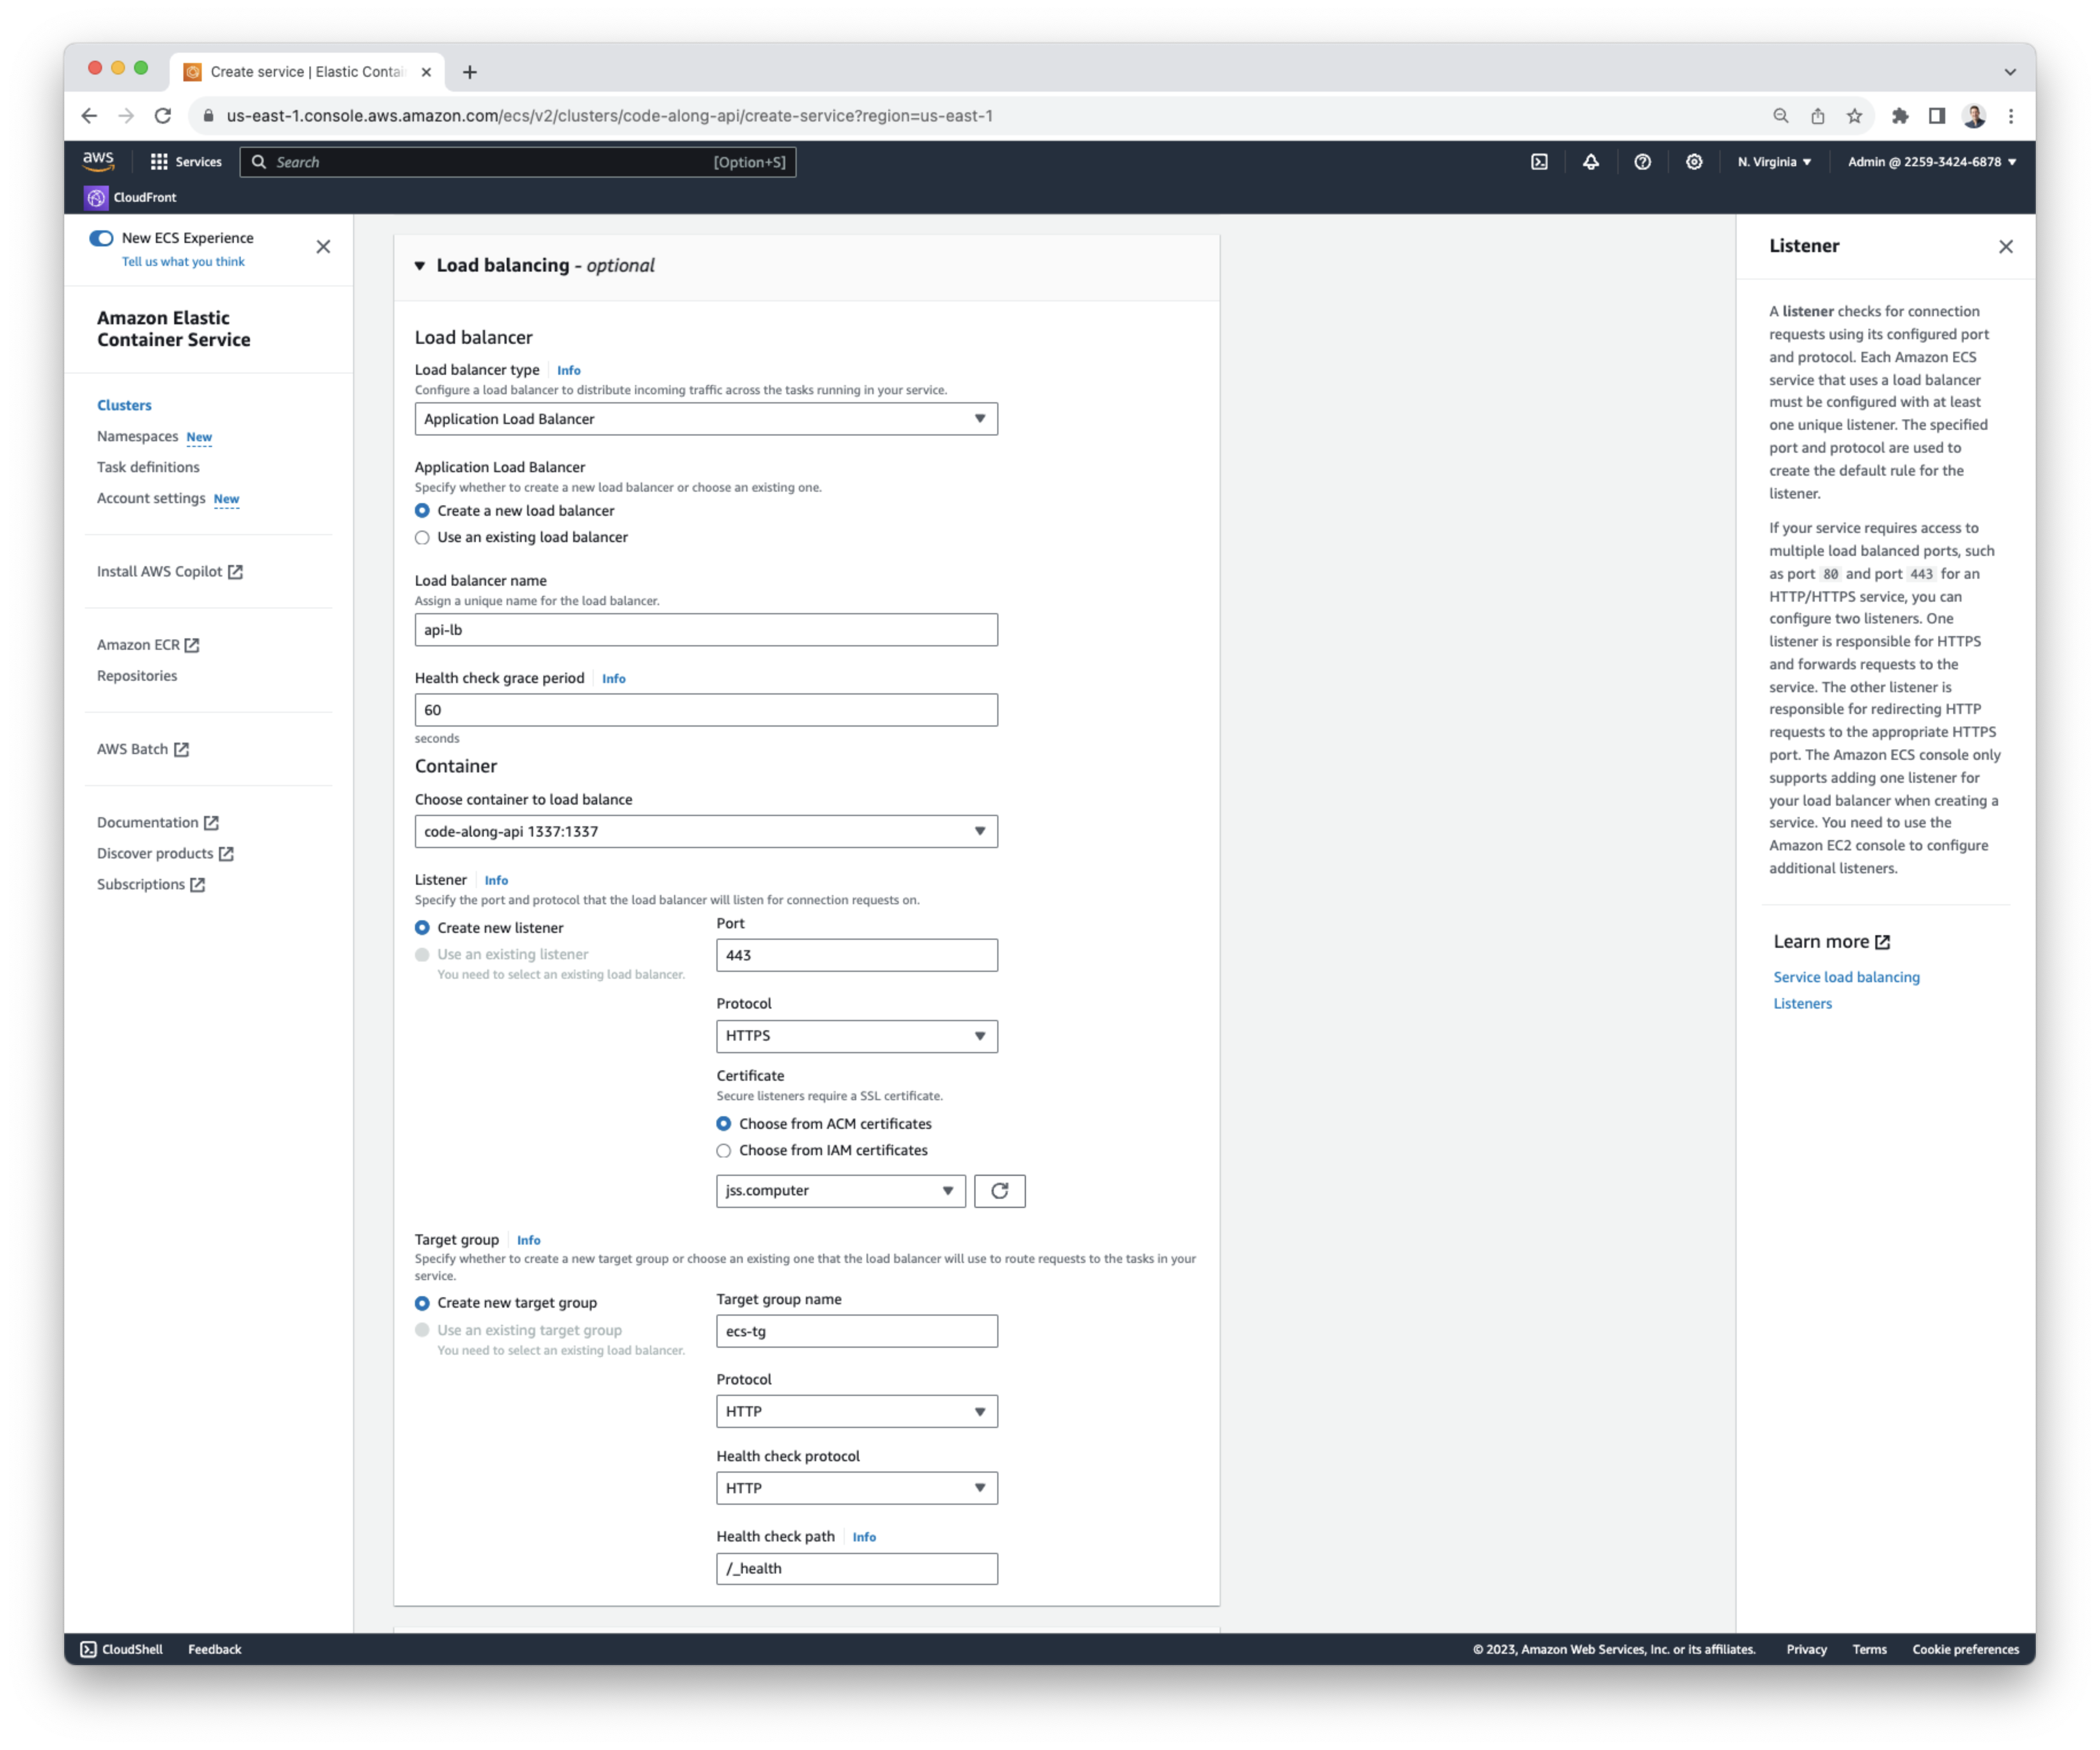 Create service | Elastic Contai
us-east-1.console.aws.amazon.com/ecs/v2/clusters/code-along-api/create-service?region=us-east-1
aws
Services
Search
[Option+S]
N. Virginia
Admin @ 2259-3424-6878
CloudFront
New ECS Experience
Tell us what you think
Amazon Elastic
Container Service
Clusters
Namespaces New
Task definitions
Account settings New
Install AWS Copilot
Amazon ECR
Repositories
AWS Batch
Documentation
Discover products
Subscriptions
Load balancing - optional
Load balancer
Load balancer type Info
Configure a load balancer to distribute incoming traffic across the tasks running in your service.
Application Load Balancer
Application Load Balancer
Specify whether to create a new load balancer or choose an existing one.
Create a new load balancer
Use an existing load balancer
Load balancer name
Assign a unique name for the load balancer.
api-lb
Health check grace period Info
60
seconds
Container
Choose container to load balance
code-along-api 1337:1337
Listener Info
Specify the port and protocol that the load balancer will listen for connection requests on.
Create new listener
Use an existing listener
You need to select an existing load balancer.
Port
443
Protocol
HTTPS
Certificate
Secure listeners require a SSL certificate.
Choose from ACM certificates
Choose from IAM certificates
jss.computer
Target group Info
Specify whether to create a new target group or choose an existing one that the load balancer will use to route requests to the tasks in your
service.
Create new target group
Use an existing target group
You need to select an existing load balancer.
Target group name
ecs-tg
Protocol
HTTP
Health check protocol
HTTP
Health check path Info
/_health
Listener
A listener checks for connection
requests using its configured port
and protocol. Each Amazon ECS
service that uses a load balancer
must be configured with at least
one unique listener. The specified
port and protocol are used to
create the default rule for the
listener.
If your service requires access to
multiple load balanced ports, such
as port 80 and port 443 for an
HTTP/HTTPS service, you can
configure two listeners. One
listener is responsible for HTTPS
and forwards requests to the
service. The other listener is
responsible for redirecting HTTP
requests to the appropriate HTTPS
port. The Amazon ECS console only
supports adding one listener for
your load balancer when creating a
service. You need to use the
Amazon EC2 console to configure
additional listeners.
Learn more
Service load balancing
Listeners
CloudShell
Feedback
© 2023, Amazon Web Services, Inc. or its affiliates.
Privacy
Terms
Cookie preferences